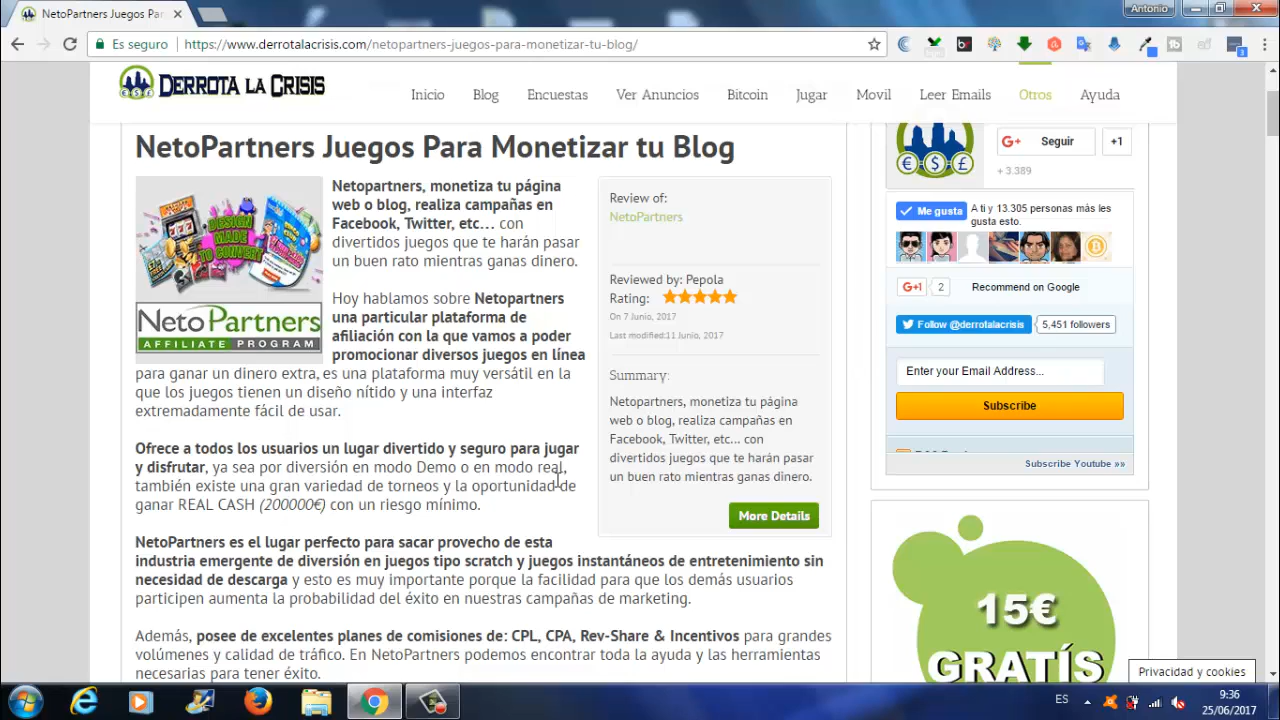 NetoPartners Juegos Par
Antonio
Es seguro
https://www.derrotalacrisis.com/netopartners-juegos-para-monetizar-tu-blog/
DERROTA LA CRISIS
Inicio
Blog
Encuestas
Ver Anuncios
Bitcoin
Jugar
Movil
Leer Emails
Otros
Ayuda
NetoPartners Juegos Para Monetizar tu Blog
DESIGN
MADE
TO CONVERT
NetoPartners
AFFILIATE PROGRAM
Netopartners, monetiza tu página
web o blog, realiza campañas en
Facebook, Twitter, etc… con
divertidos juegos que te harán pasar
un buen rato mientras ganas dinero.
Hoy hablamos sobre Netopartners
una particular plataforma de
afiliación con la que vamos a poder
promocionar diversos juegos en línea
para ganar un dinero extra, es una plataforma muy versátil en la
que los juegos tienen un diseño nítido y una interfaz
extremadamente fácil de usar.
Ofrece a todos los usuarios un lugar divertido y seguro para jugar
y disfrutar, ya sea por diversión en modo Demo o en modo real,
también existe una gran variedad de torneos y la oportunidad de
ganar REAL CASH (200000€) con un riesgo mínimo.
NetoPartners es el lugar perfecto para sacar provecho de esta
industria emergente de diversión en juegos tipo scratch y juegos instantáneos de entretenimiento sin
necesidad de descarga y esto es muy importante porque la facilidad para que los demás usuarios
participen aumenta la probabilidad del éxito en nuestras campañas de marketing.
Además, posee de excelentes planes de comisiones de: CPL, CPA, Rev-Share & Incentivos para grandes
volúmenes y calidad de tráfico. En NetoPartners podemos encontrar toda la ayuda y las herramientas
necesarias para tener éxito.
Review of:
NetoPartners
Reviewed by: Pepola
Rating:
On 7 Junio, 2017
Last modified:11 Junio, 2017
Summary:
Netopartners, monetiza tu página
web o blog, realiza campañas en
Facebook, Twitter, etc… con
divertidos juegos que te harán pasar
un buen rato mientras ganas dinero.
More Details
€ $ £
G+ Seguir
+1
+ 3.389
Me gusta
A ti y 13.305 personas más les
gusta esto.
G+1
2
Recommend on Google
Follow @derrotalacrisis
5,451 followers
Enter your Email Address...
Subscribe
Subscribe Youtube »»
15€
GRATÍS
Privacidad y cookies
ES
9:36
25/06/2017